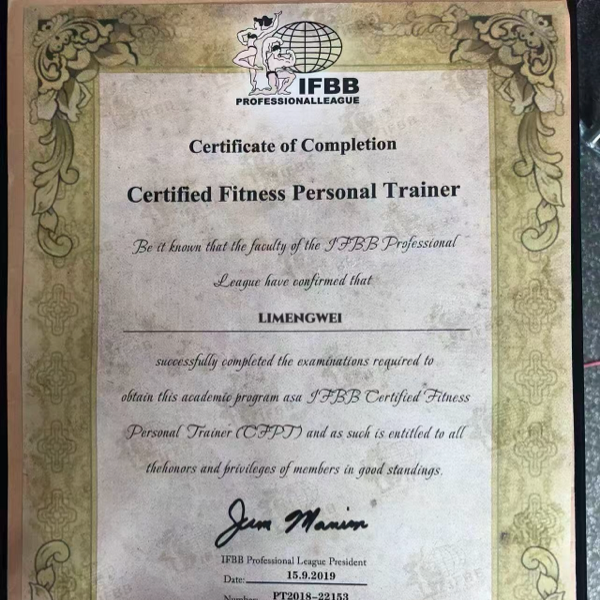 IFBB
PROFESSIONALLEAGUE
Certificate of Completion
Certified Fitness Personal Trainer
Be it known that the faculty of the IFBB Professional
League have confirmed that
LIMENGWEI
successfully completed the examinations required to
obtain this academic program asa IFBB Certified Fitness
Personal Trainer (CFPT) and as such is entitled to all
thehonors and privileges of members in good standings.
Jim Manion
IFBB Professional League President
Date: 15.9.2019
Number: PT2018-22153